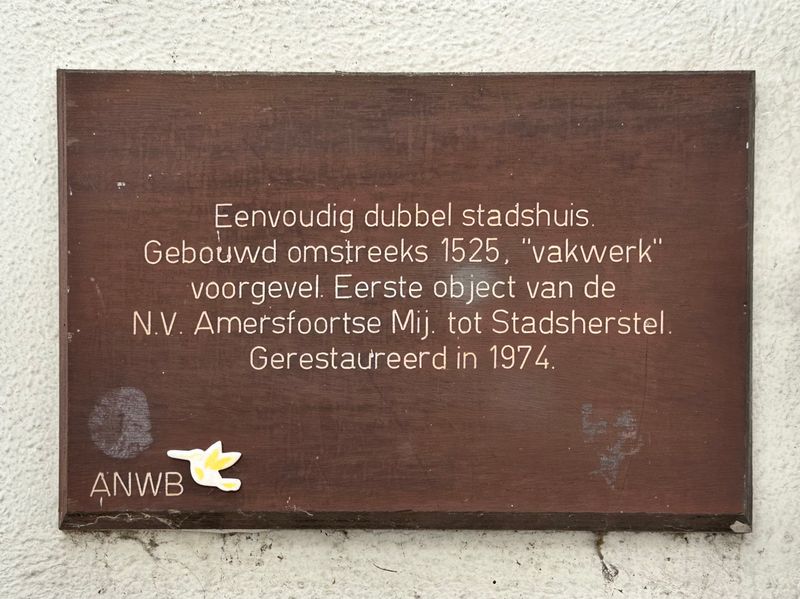 Eenvoudig dubbel stadshuis.
Gebouwd omstreeks 1525, "vakwerk"
voorgevel. Eerste object van de
N.V. Amersfoortse Mij. tot Stadsherstel.
Gerestaureerd in 1974.
ANWB